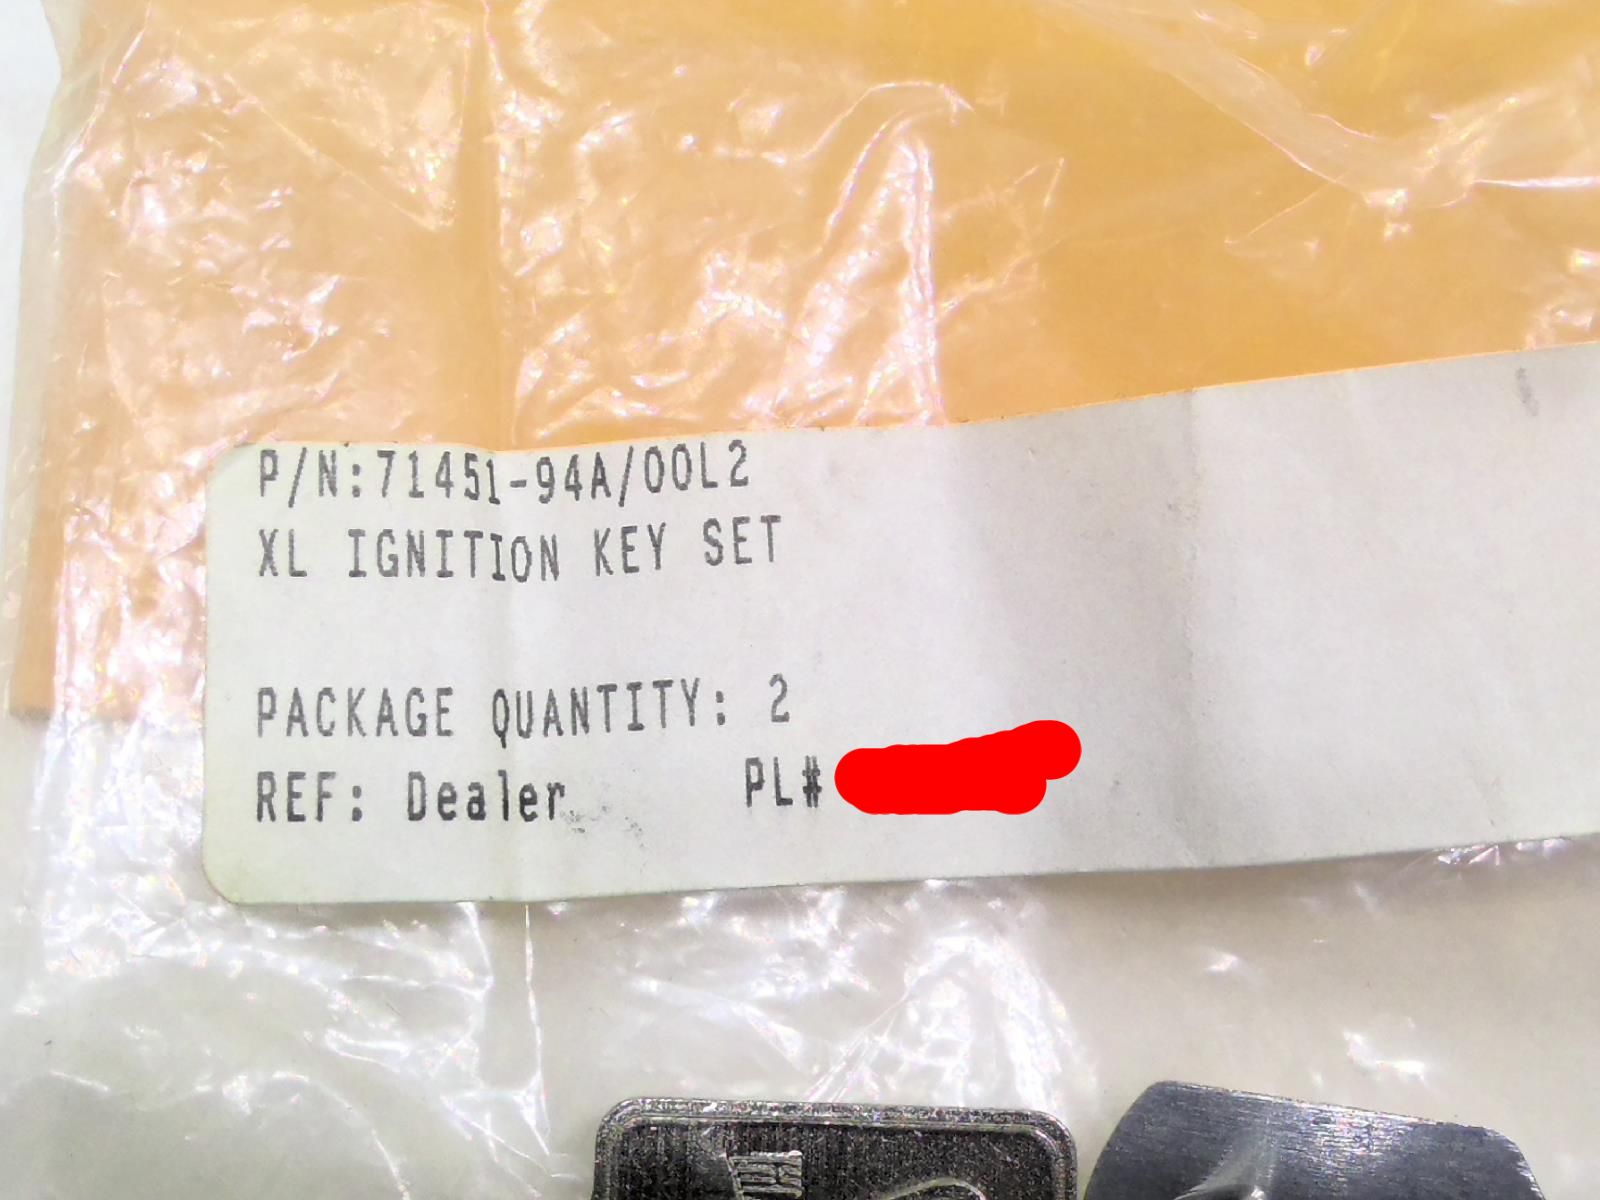 P/N:71451-94A/00L2
XL IGNITION KEY SET
PACKAGE QUANTITY: 2
REF: Dealer PL#